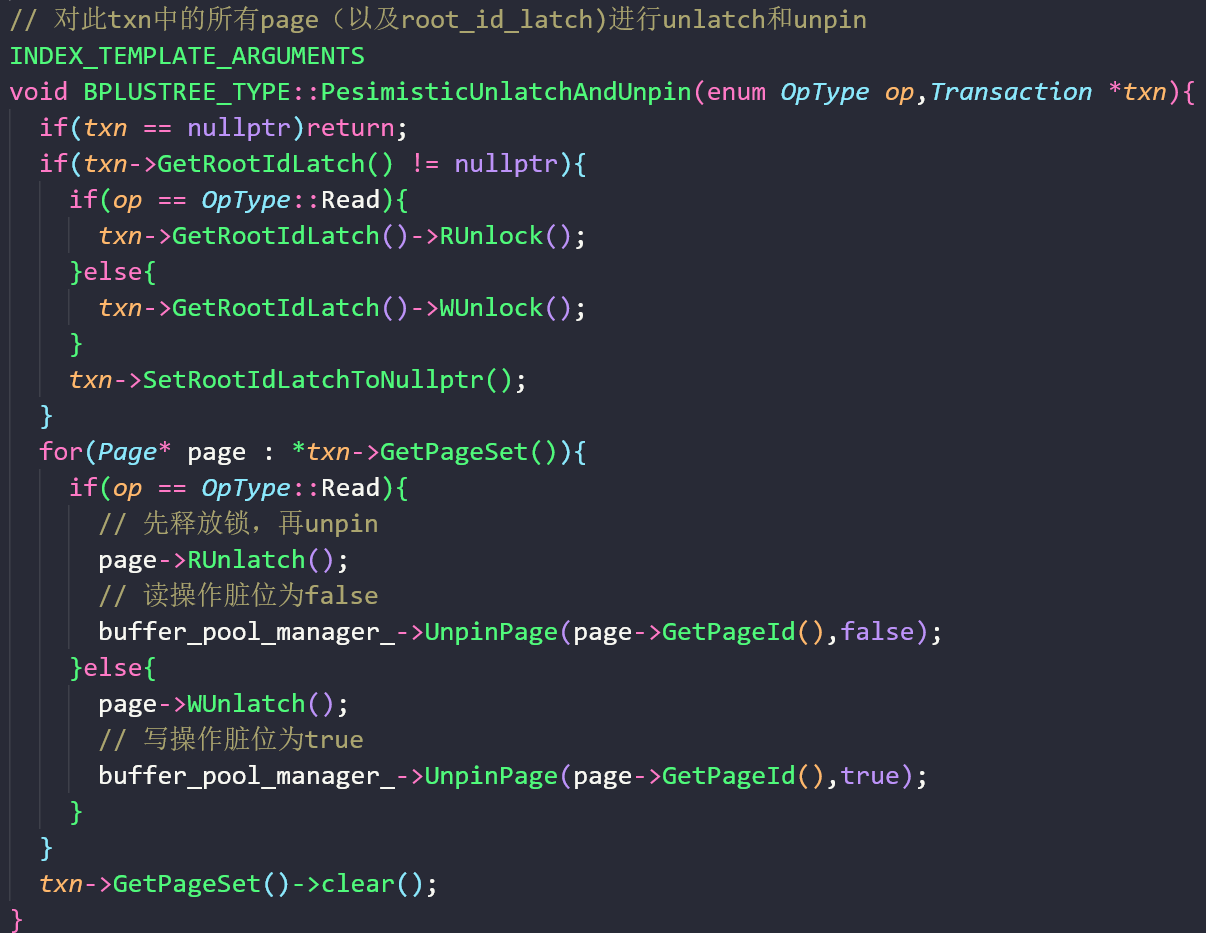 // 对此txn中的所有page（以及root_id_latch)进行unlatch和unpin
INDEX_TEMPLATE_ARGUMENTS
void BPLUSTREE_TYPE::PesimisticUnlatchAndUnpin(enum OpType op,Transaction *txn){
  if(txn == nullptr)return;
  if(txn->GetRootIdLatch() != nullptr){
    if(op == OpType::Read){
      txn->GetRootIdLatch()->RUnlock();
    }else{
      txn->GetRootIdLatch()->WUnlock();
    }
    txn->SetRootIdLatchToNullptr();
  }
  for(Page* page : *txn->GetPageSet()){
    if(op == OpType::Read){
      // 先释放锁，再unpin
      page->RUnlatch();
      // 读操作脏位为false
      buffer_pool_manager_->UnpinPage(page->GetPageId(),false);
    }else{
      page->WUnlatch();
      // 写操作脏位为true
      buffer_pool_manager_->UnpinPage(page->GetPageId(),true);
    }
  }
  txn->GetPageSet()->clear();
}